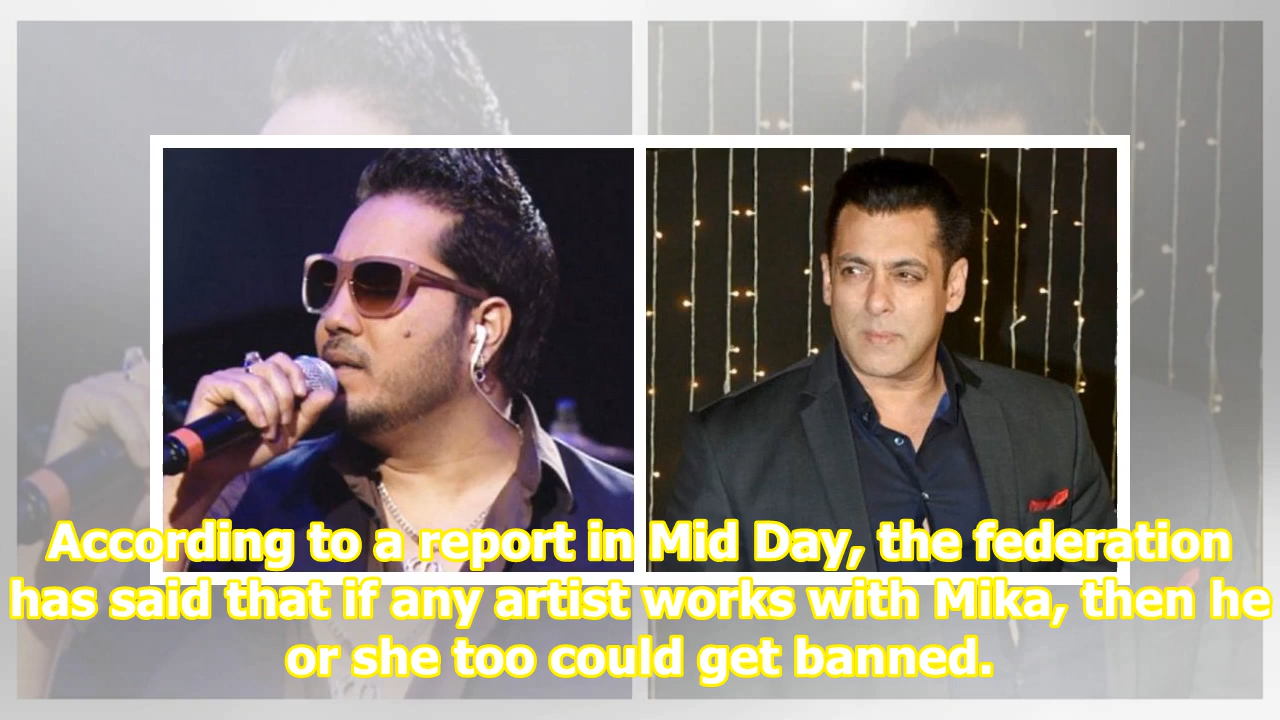 According to a report in Mid Day, the federation
has said that if any artist works with Mika, then he
or she too could get banned.